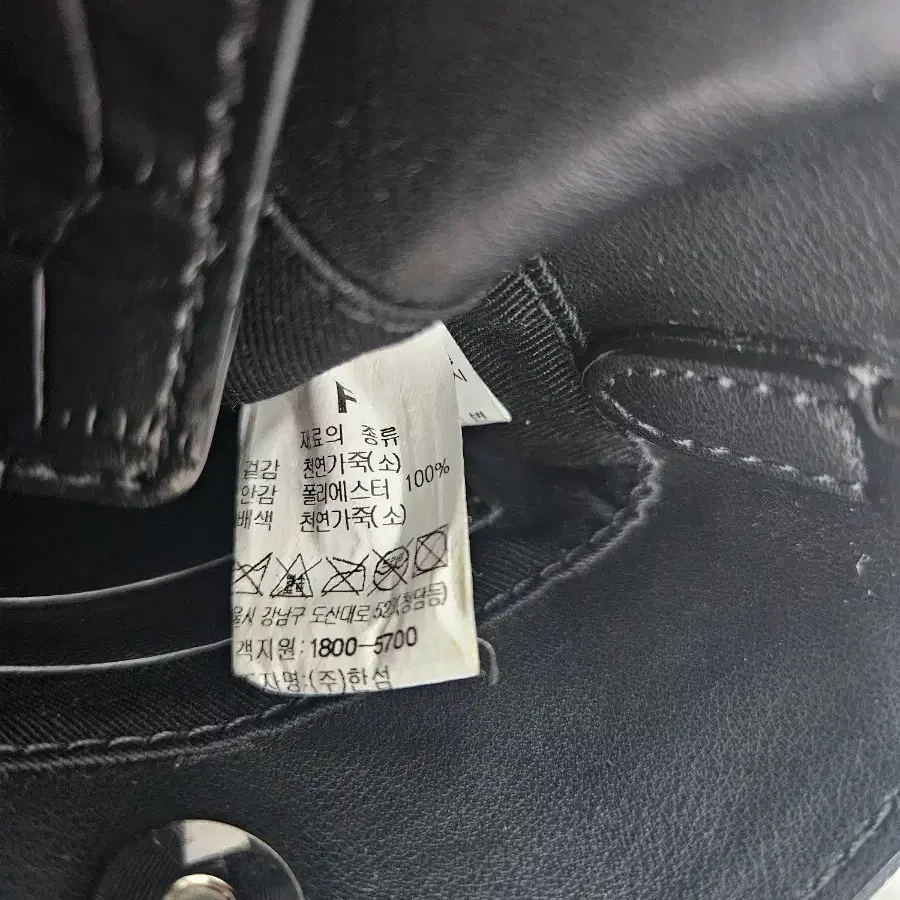 F
재료의 종류
겉감 천연가죽(소)
안감 폴리에스터 100%
배색 천연가죽(소)
울시 강남구 도산대로 523(청담동)
객지원: 1800-5700
자명:(주)한섬